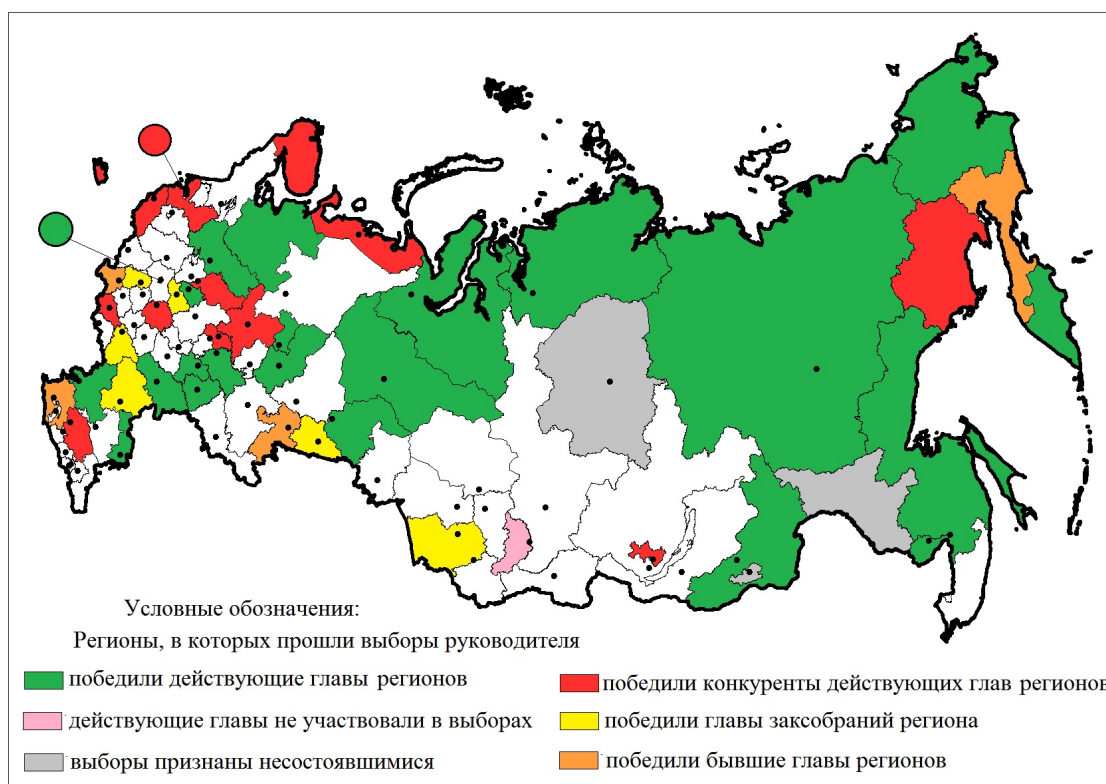 Условные обозначения:
Регионы, в которых прошли выборы руководителя
победили действующие главы регионов
победили конкуренты действующих глав регионов
действующие главы не участвовали в выборах
победили главы заксобраний региона
выборы признаны несостоявшимися
победили бывшие главы регионов